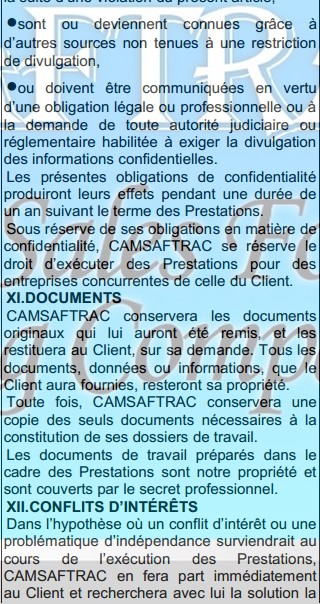 la suite d'une violation du présent article,
●sont ou deviennent connues grâce à
d'autres sources non tenues à une restriction
de divulgation,
●ou doivent être communiquées en vertu
d'une obligation légale ou professionnelle ou à
la demande de toute autorité judiciaire ou
réglementaire habilitée à exiger la divulgation
des informations confidentielles.
Les présentes obligations de confidentialité
produiront leurs effets pendant une durée de
un an suivant le terme des Prestations.
Sous réserve de ses obligations en matière de
confidentialité, CAMSAFTRAC se réserve le
droit d'exécuter des Prestations pour des
entreprises concurrentes de celle du Client.
XI.DOCUMENTS
CAMSAFTRAC conservera les documents
originaux qui lui auront été remis, et les
restituera au Client, sur sa demande. Tous les
documents, données ou informations, que le
Client aura fournies, resteront sa propriété.
Toute fois, CAMSAFTRAC conservera une
copie des seuls documents nécessaires à la
constitution de ses dossiers de travail.
Les documents de travail préparés dans le
cadre des Prestations sont notre propriété et
sont couverts par le secret professionnel.
XII.CONFLITS D'INTÉRÊTS
Dans l'hypothèse où un conflit d'intérêt ou une
problématique d'indépendance surviendrait au
cours de l'exécution des Prestations,
CAMSAFTRAC en fera part immédiatement
au Client et recherchera avec lui la solution la